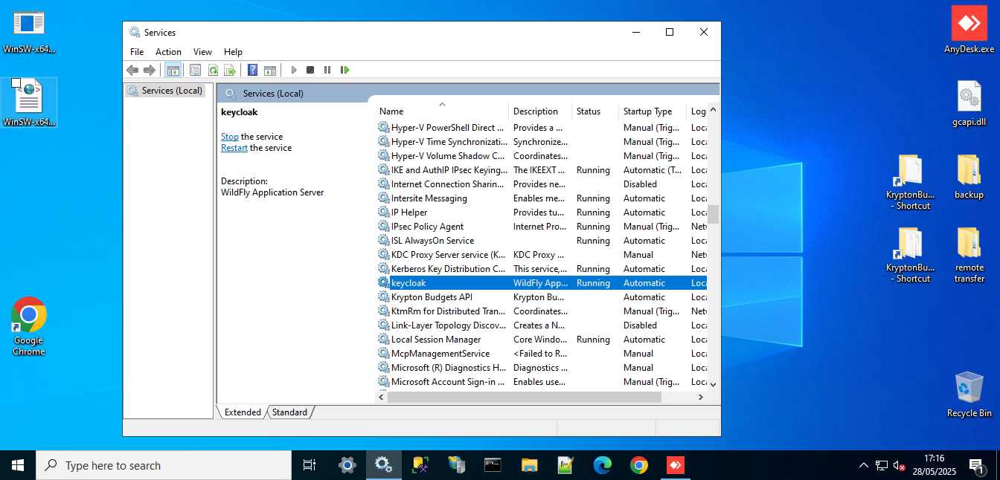 WinSW-x64...
WinSW-x64...
Google
Chrome
Services
File Action View Help
Services (Local)
Services (Local)
keycloak
Stop the service
Restart the service
Description:
WildFly Application Server
Name Description Status Startup Type Log
Hyper-V PowerShell Direct ... Provides a ... Manual (Trig... Loca
Hyper-V Time Synchronizati... Synchronize... Manual (Trig... Loca
Hyper-V Volume Shadow C... Coordinates... Manual (Trig... Loca
IKE and AuthIP IPsec Keying... The IKEEXT ... Running Automatic (T... Loca
Internet Connection Sharin... Provides ne... Disabled Loca
Intersite Messaging Enables me... Running Automatic Loca
IP Helper Provides tu... Running Automatic Loca
IPsec Policy Agent Internet Pro... Running Manual (Trig... Netw
ISL AlwaysOn Service Running Automatic Loca
KDC Proxy Server service (K... KDC Proxy ... Manual Netw
Kerberos Key Distribution C... This service,... Running Automatic Loca
keycloak WildFly App... Running Automatic Loca
Krypton Budgets API Krypton Bu... Automatic Loca
KtmRm for Distributed Tran... Coordinates... Manual (Trig... Netw
Link-Layer Topology Discov... Creates a N... Disabled Loca
Local Session Manager Core Windo... Running Automatic Loca
McpManagementService <Failed to R... Manual Loca
Microsoft (R) Diagnostics H... Diagnostics ... Manual Loca
Microsoft Account Sign-in ... Enables use... Manual (Trig... Loca
Extended Standard
AnyDesk.exe
gcapi.dll
KryptonBu...
- Shortcut
backup
KryptonBu...
- Shortcut
remote
transfer
Recycle Bin
Type here to search
17:16
28/05/2025
1